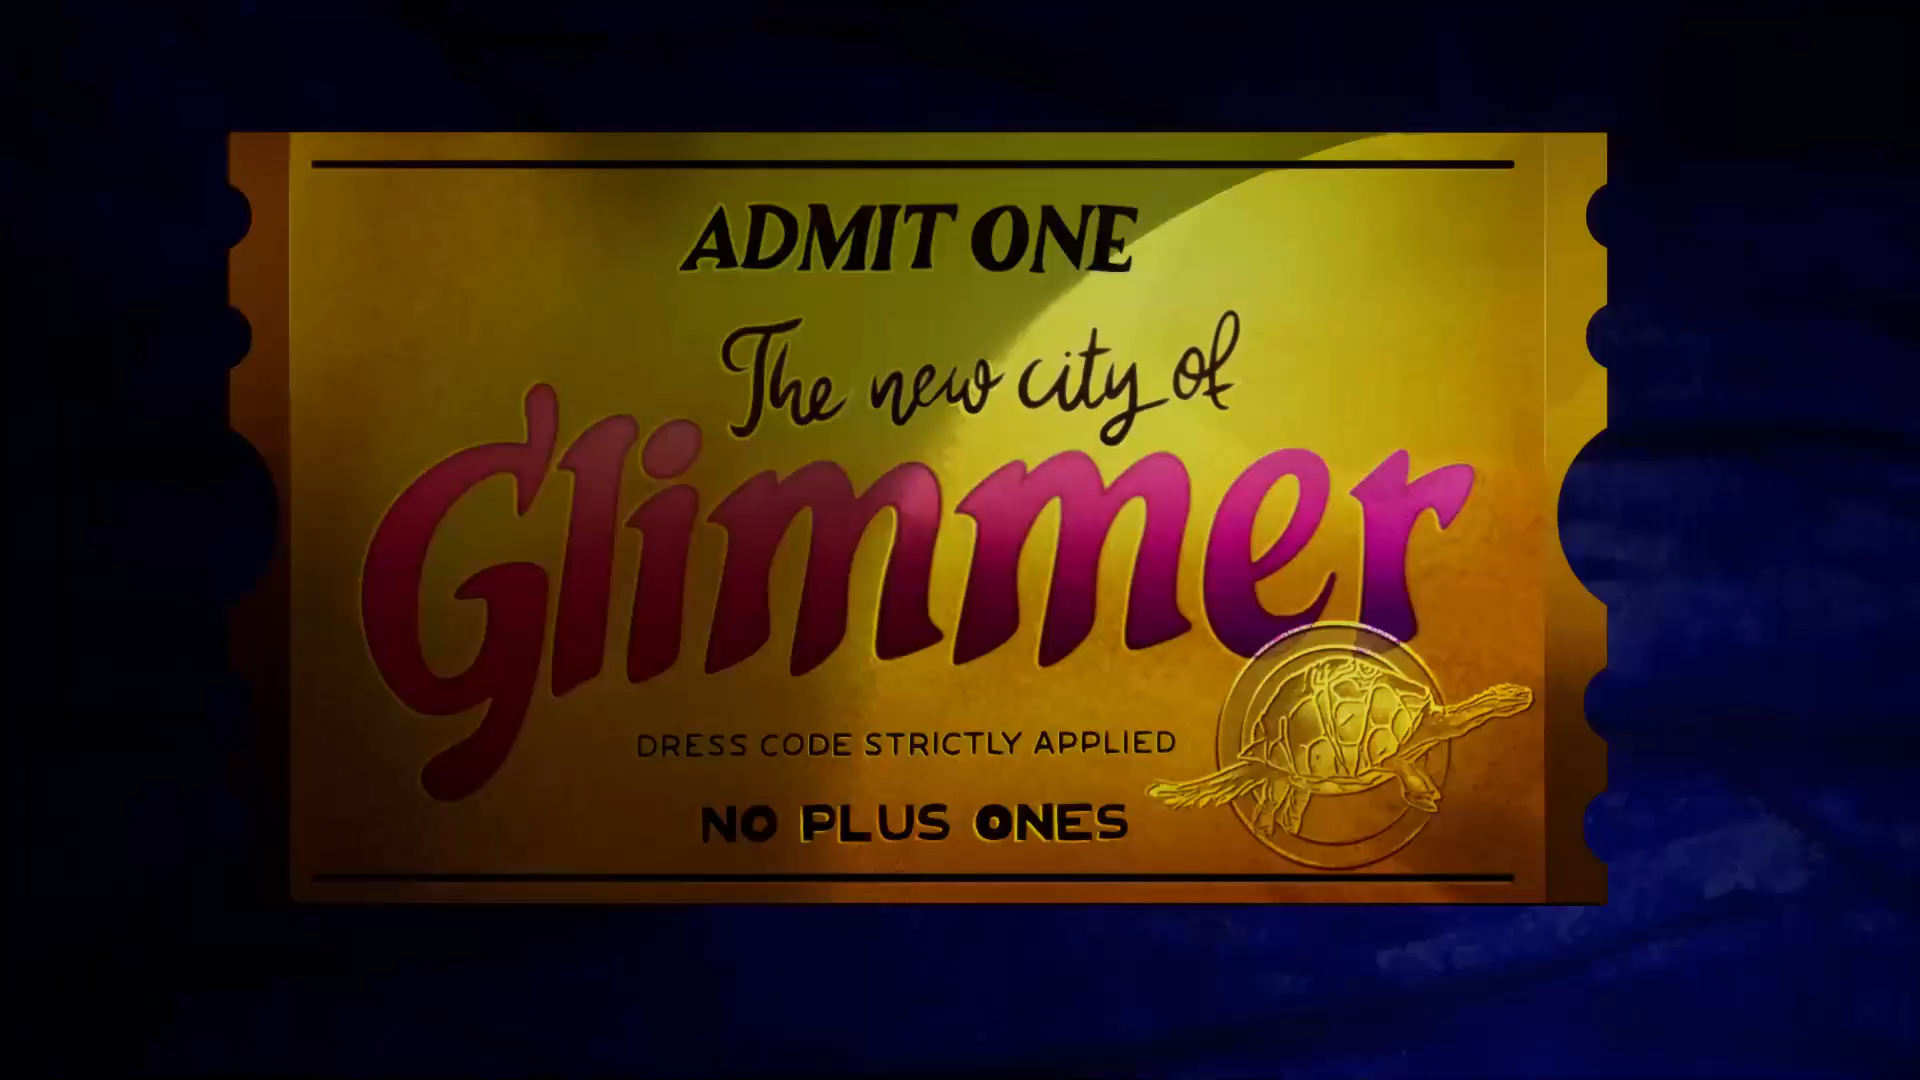 ADMIT ONE
The new city of
Glimmer
DRESS CODE STRICTLY APPLIED
NO PLUS ONES